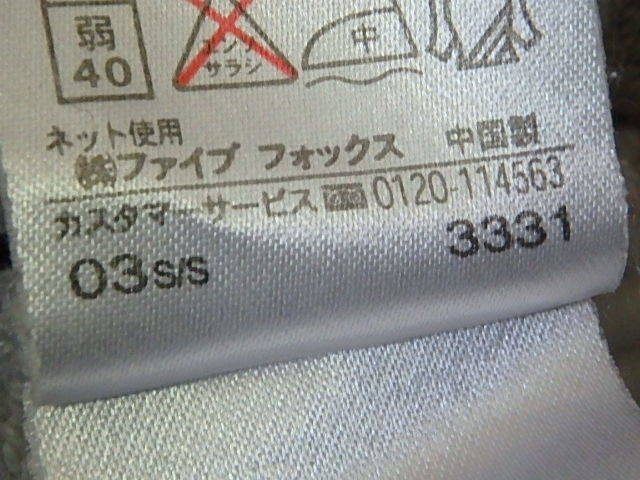 弱 中
40 エンソ
サラシ
ネット使用
㈱ファイブ フォックス 中国製
カスタマーサービス 0120-114563
03S/S 3331